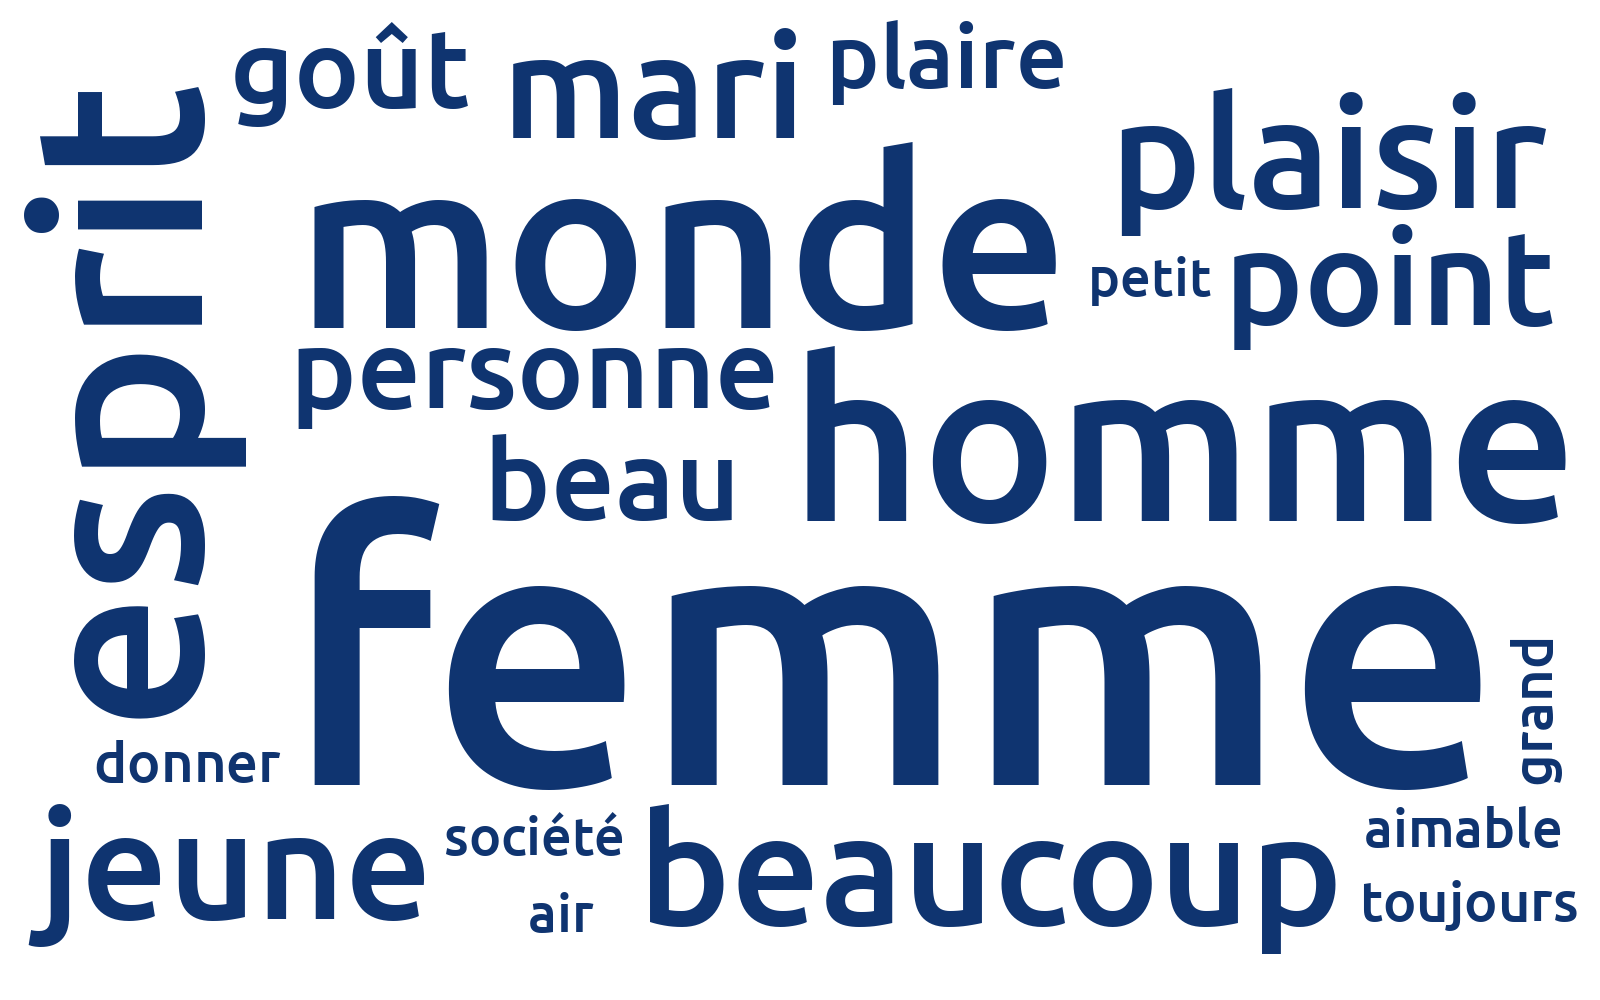 goût
mari
plaire
plaisir
esprit
monde
petit
point
personne
homme
beau
femme
grand
donner
jeune
société
beaucoup
aimable
air
toujours